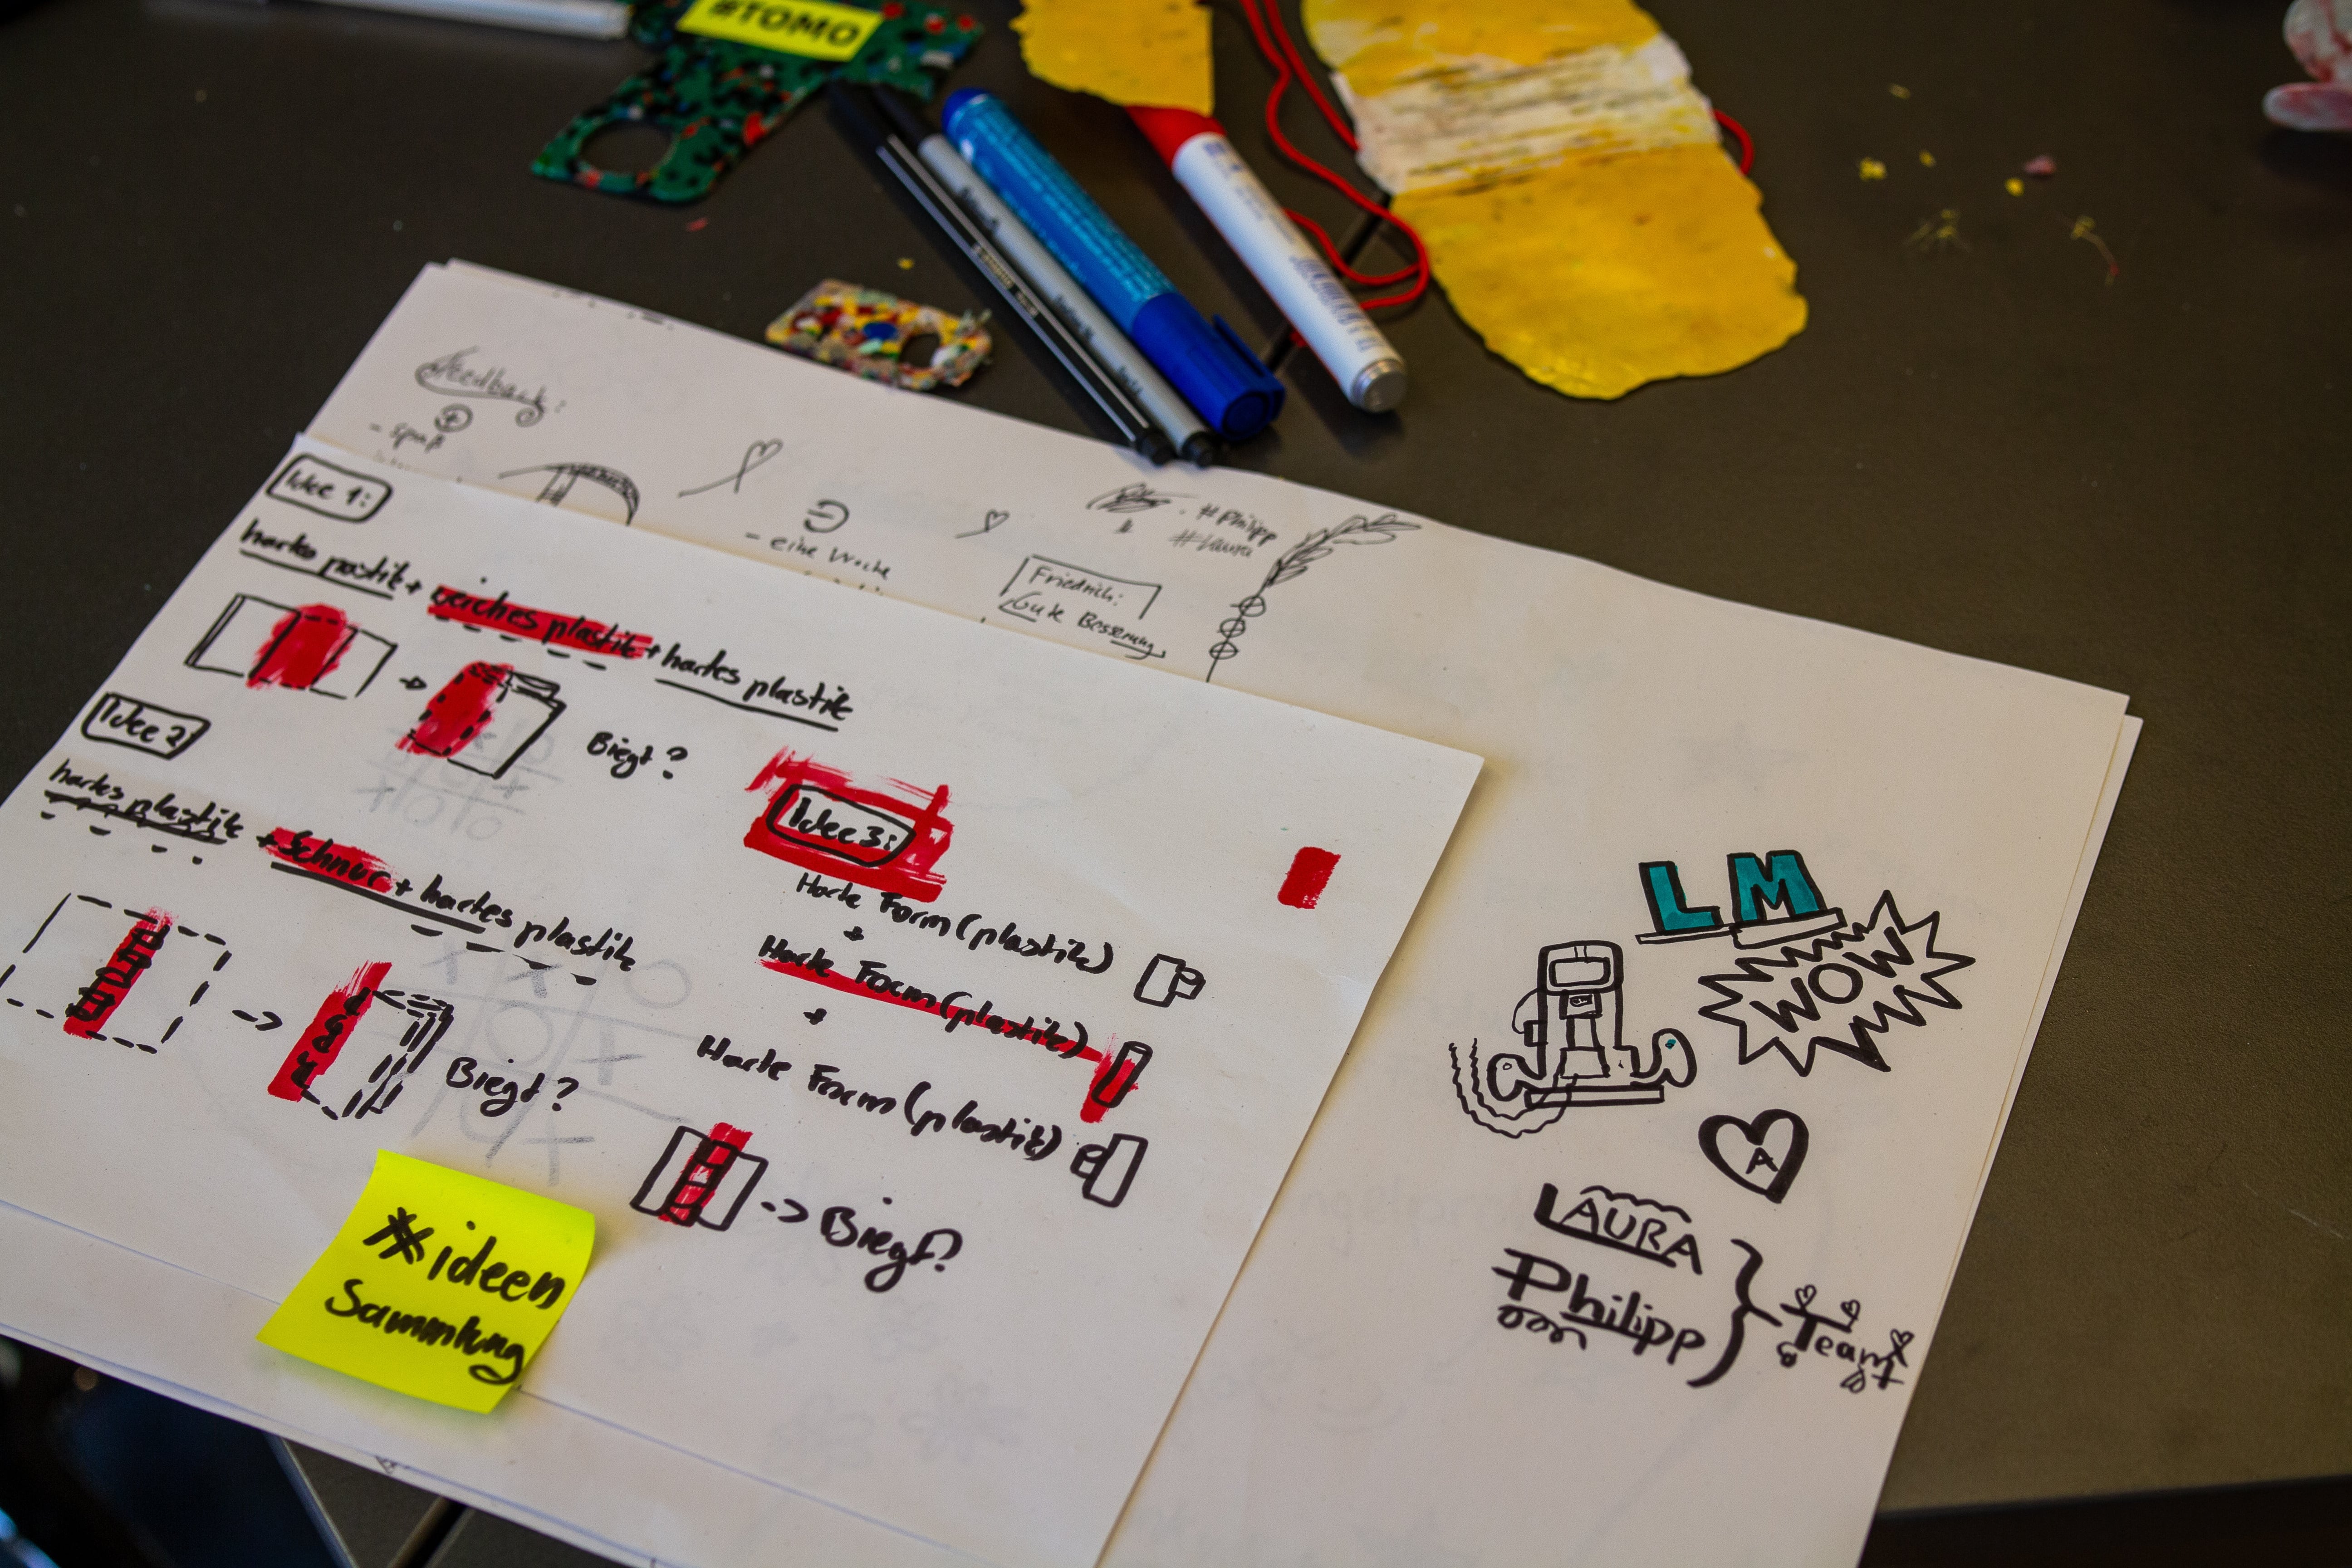 #TOMO
Feedback:
- Spaß
- eine Woche
#Philipp
#Laura
Friedrich:
Gute Besserung
Idee 1:
hartes pastik + weiches plastik + hartes plastik
Biegt?
Idee 2
hartes plastik + Schnur + hartes plastik
Biegt?
Idee 3:
Harte Form (plastik)
+
Harte Form (plastik)
+
Harte Form (plastik)
-> Biegt?
* ideen
Sammlung
LM
WOW
A
LAURA
Philipp
Team